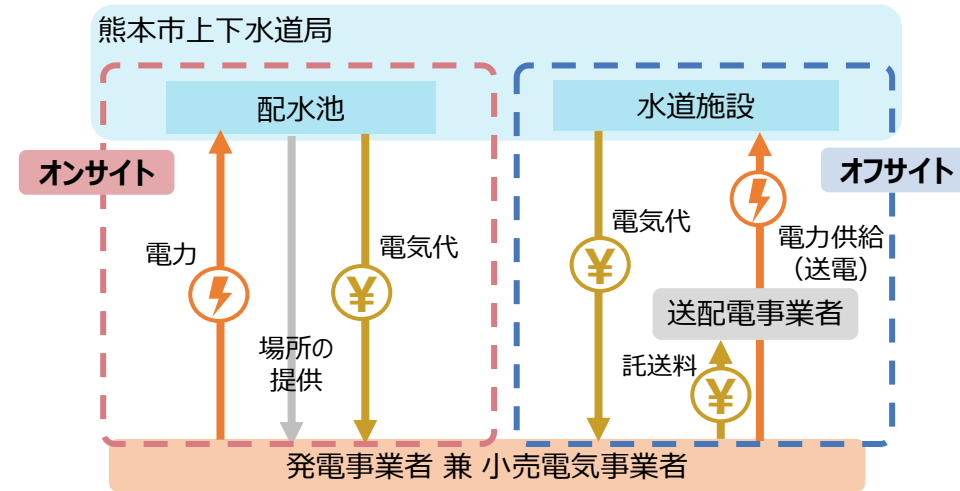 熊本市上下水道局
配水池
水道施設
オンサイト
オフサイト
電力
電気代
場所の
提供
電気代
電力供給
（送電）
送配電事業者
託送料
¥
¥
¥
発電事業者 兼 小売電気事業者